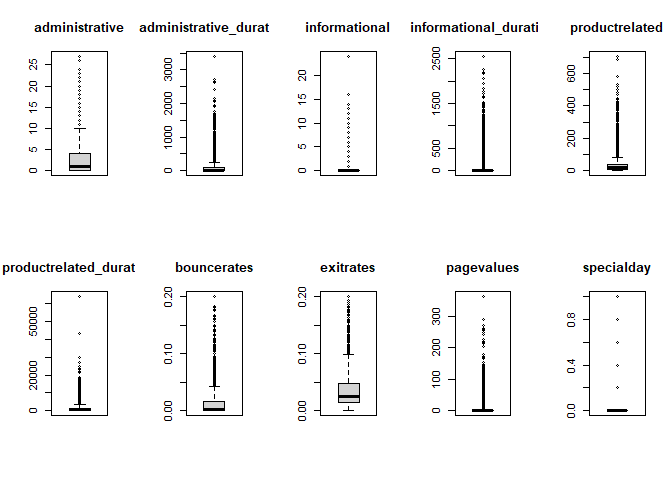 administrative administrative_durat informational informational_durati productrelated
0 5 10 15 20 25
0 1000 3000
0 5 10 15 20
0 500 1500 2500
0 200 400 600
productrelated_durat bouncerates exitrates pagevalues specialday
0 20000 50000
0.00 0.10 0.20
0.00 0.10 0.20
0 100 200 300
0.0 0.4 0.8